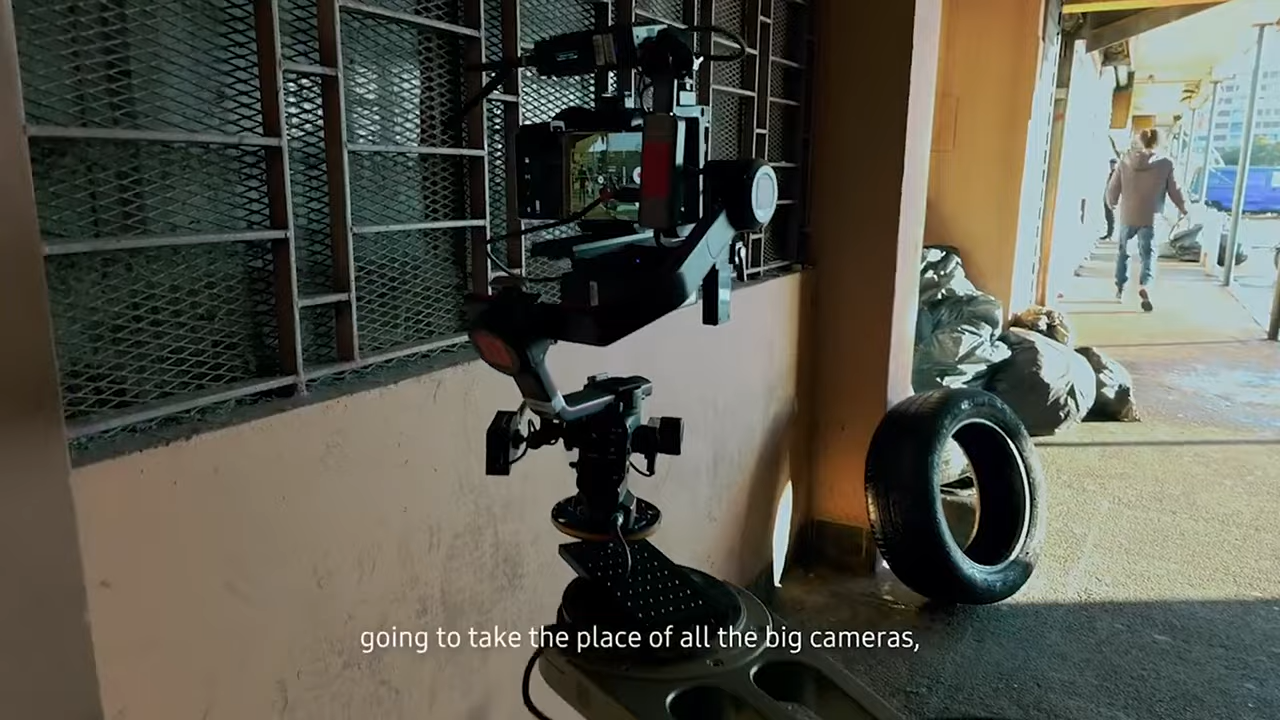 going to take the place of all the big cameras,